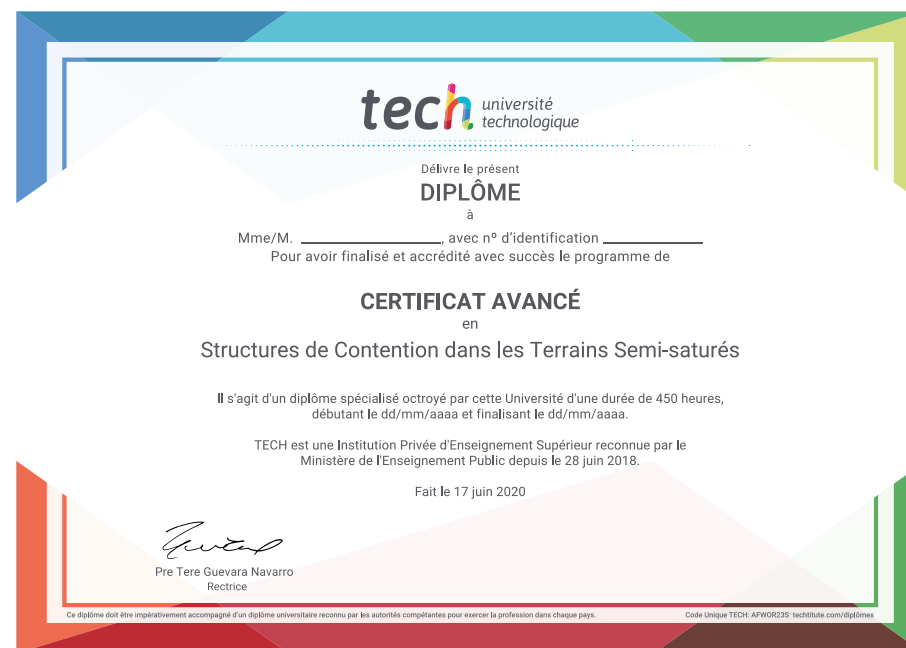 tech université
technologique
Délivre le présent
DIPLÔME
à
Mme/M. ____________________, avec nº d'identification ______________
Pour avoir finalisé et accrédité avec succès le programme de
CERTIFICAT AVANCÉ
en
Structures de Contention dans les Terrains Semi-saturés
Il s'agit d'un diplôme spécialisé octroyé par cette Université d'une durée de 450 heures,
débutant le dd/mm/aaaa et finalisant le dd/mm/aaaa.
TECH est une Institution Privée d'Enseignement Supérieur reconnue par le
Ministère de l'Enseignement Public depuis le 28 juin 2018.
Fait le 17 juin 2020
Pre Tere Guevara Navarro
Rectrice
Ce diplôme doit être impérativement accompagné d'un diplôme universitaire reconnu par les autorités compétantes pour exercer la profession dans chaque pays.
Code Unique TECH: AFWOR23S techtitute.com/diplômes